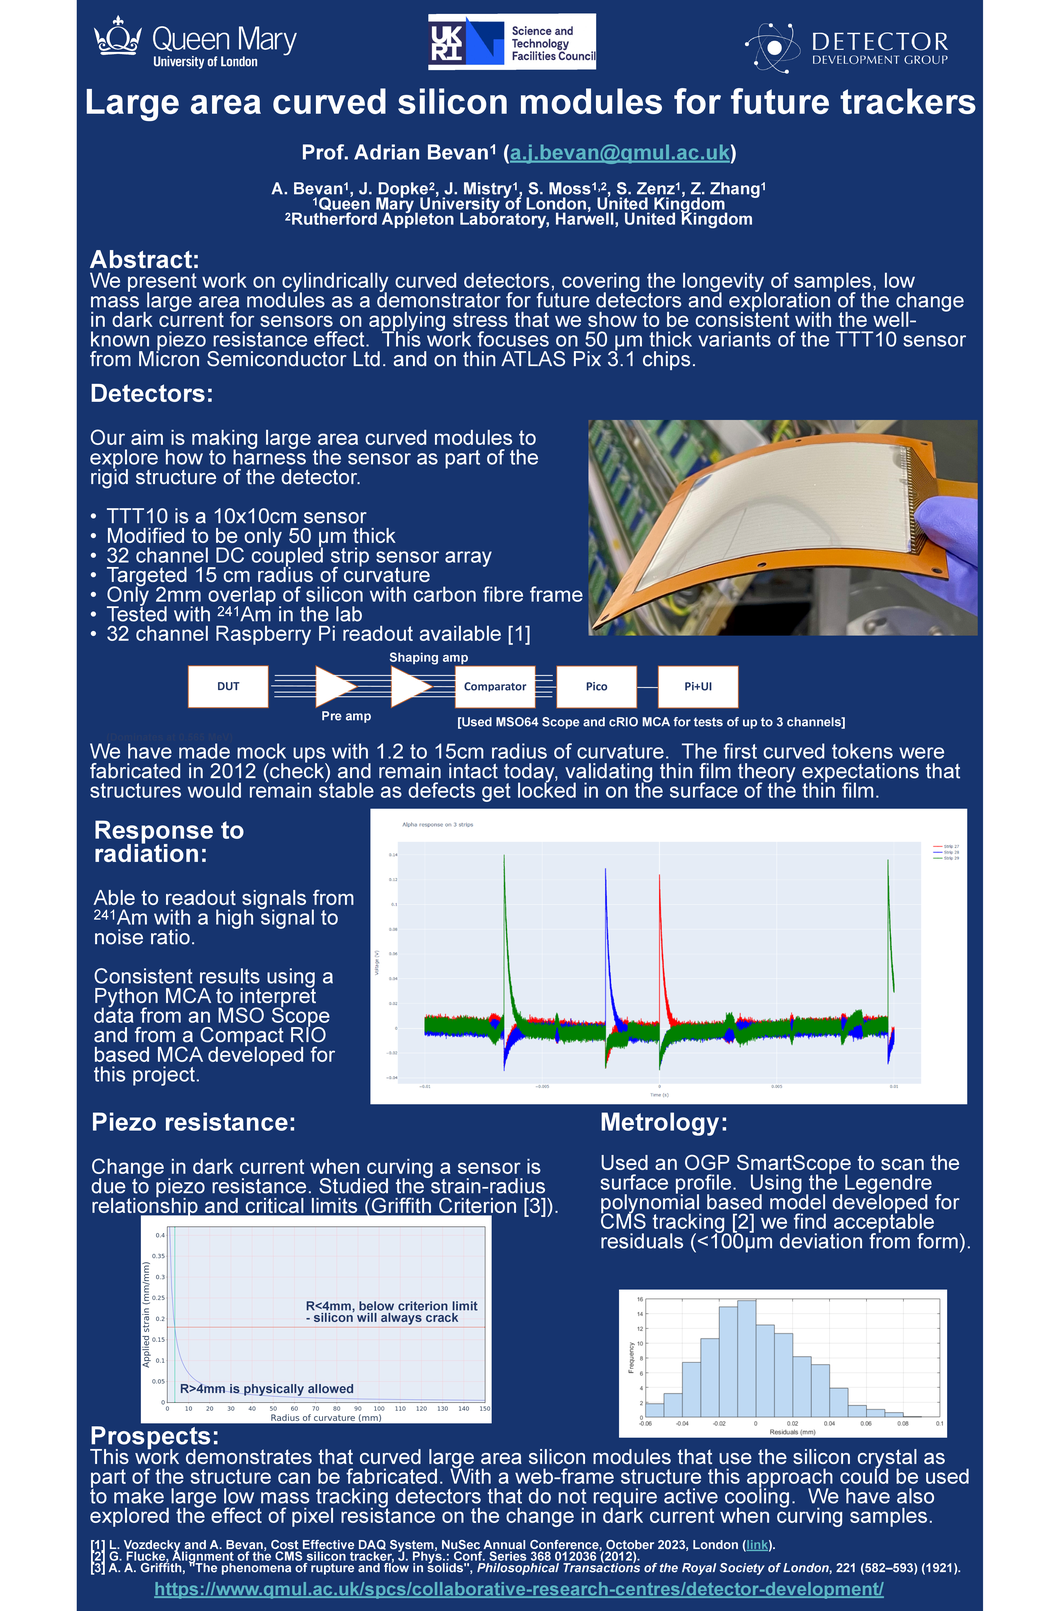 Queen Mary
University of London
UK
RI
Science and
Technology
Facilities Council
DETECTOR
DEVELOPMENT GROUP
Large area curved silicon modules for future trackers
Prof. Adrian Bevan¹ (a.j.bevan@qmul.ac.uk)
A. Bevan¹, J. Dopke², J. Mistry¹, S. Moss¹,², S. Zenz¹, Z. Zhang¹
¹Queen Mary University of London, United Kingdom
²Rutherford Appleton Laboratory, Harwell, United Kingdom
Abstract:
We present work on cylindrically curved detectors, covering the longevity of samples, low
mass large area modules as a demonstrator for future detectors and exploration of the change
in dark current for sensors on applying stress that we show to be consistent with the well-
known piezo resistance effect.  This work focuses on 50 μm thick variants of the TTT10 sensor
from Micron Semiconductor Ltd. and on thin ATLAS Pix 3.1 chips.
Detectors:
Our aim is making large area curved modules to
explore how to harness the sensor as part of the
rigid structure of the detector.
• TTT10 is a 10x10cm sensor
• Modified to be only 50 μm thick
• 32 channel DC coupled strip sensor array
• Targeted 15 cm radius of curvature
• Only 2mm overlap of silicon with carbon fibre frame
• Tested with ²⁴¹Am in the lab
• 32 channel Raspberry Pi readout available [1]
Shaping amp
DUT
Comparator
Pico
Pi+UI
Pre amp
[Used MSO64 Scope and cRIO MCA for tests of up to 3 channels]
We have made mock ups with 1.2 to 15cm radius of curvature.  The first curved tokens were
fabricated in 2012 (check) and remain intact today, validating thin film theory expectations that
structures would remain stable as defects get locked in on the surface of the thin film.
Response to
radiation:
Able to readout signals from
²⁴¹Am with a high signal to
noise ratio.
Consistent results using a
Python MCA to interpret
data from an MSO Scope
and from a Compact RIO
based MCA developed for
this project.
Alpha response on 3 strips
Strip 27
Strip 28
Strip 29
0.14
0.12
0.1
0.08
0.06
0.04
0.02
0
−0.02
−0.04
Voltage [V]
−0.01
−0.005
0
0.005
0.01
Time [s]
Piezo resistance:
Change in dark current when curving a sensor is
due to piezo resistance. Studied the strain-radius
relationship and critical limits (Griffith Criterion [3]).
0.4
0.35
0.3
0.25
0.2
0.15
0.1
0.05
0
Applied strain (mm/mm)
R<4mm, below criterion limit
- silicon will always crack
R>4mm is physically allowed
0 10 20 30 40 50 60 70 80 90 100 110 120 130 140 150
Radius of curvature (mm)
Metrology:
Used an OGP SmartScope to scan the
surface profile.  Using the Legendre
polynomial based model developed for
CMS tracking [2] we find acceptable
residuals (<100μm deviation from form).
16
14
12
10
8
6
4
2
0
Frequency
-0.06 -0.04 -0.02 0 0.02 0.04 0.06 0.08 0.1
Residuals (mm)
Prospects:
This work demonstrates that curved large area silicon modules that use the silicon crystal as
part of the structure can be fabricated. With a web-frame structure this approach could be used
to make large low mass tracking detectors that do not require active cooling.  We have also
explored the effect of pixel resistance on the change in dark current when curving samples.
[1] L. Vozdecky and A. Bevan, Cost Effective DAQ System, NuSec Annual Conference, October 2023, London (link).
[2] G. Flucke, Alignment of the CMS silicon tracker, J. Phys.: Conf. Series 368 012036 (2012).
[3] A. A. Griffith, "The phenomena of rupture and flow in solids", Philosophical Transactions of the Royal Society of London, 221 (582–593) (1921).
https://www.qmul.ac.uk/spcs/collaborative-research-centres/detector-development/